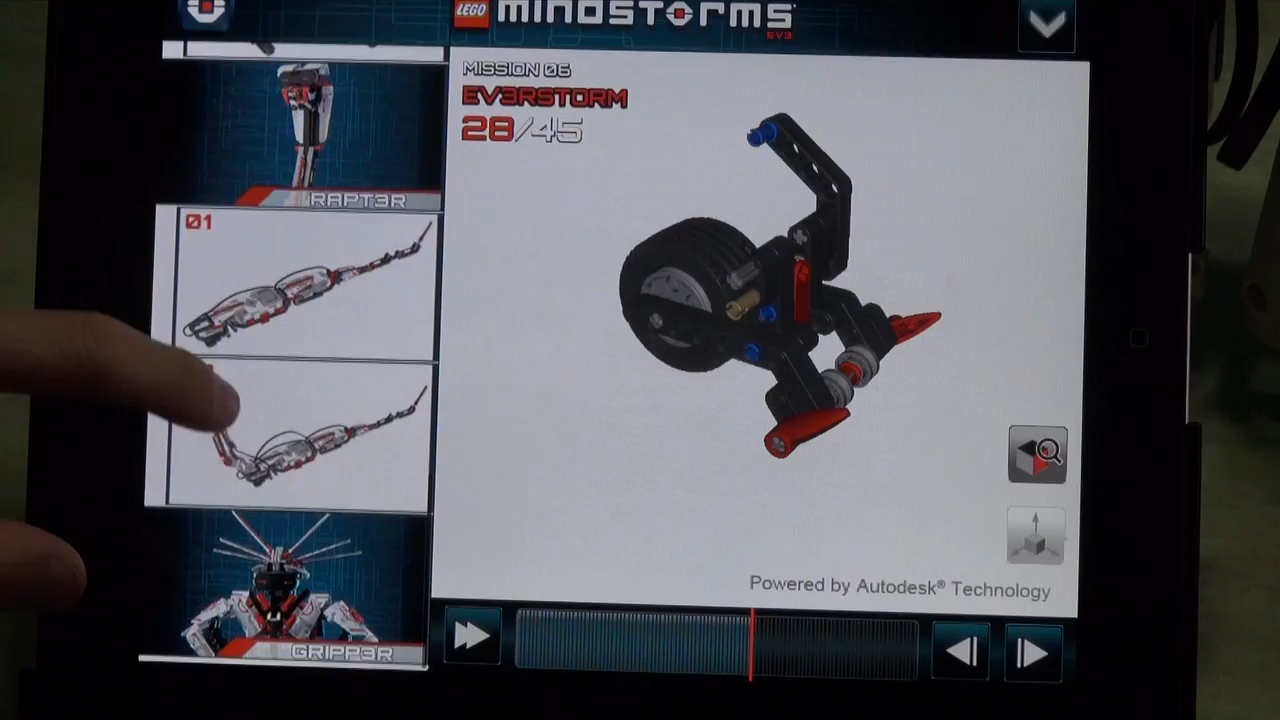 LEGO MINDSTORMS
EV3
MISSION 06
EV3RSTORM
28/45
RAPT3R
01
GRIPP3R
Powered by Autodesk® Technology